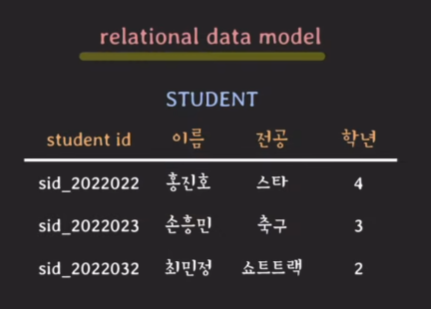 relational data model
STUDENT
student id 이름 전공 학년
sid_2022022 홍진호 스타 4
sid_2022023 손흥민 축구 3
sid_2022032 최민정 쇼트트랙 2